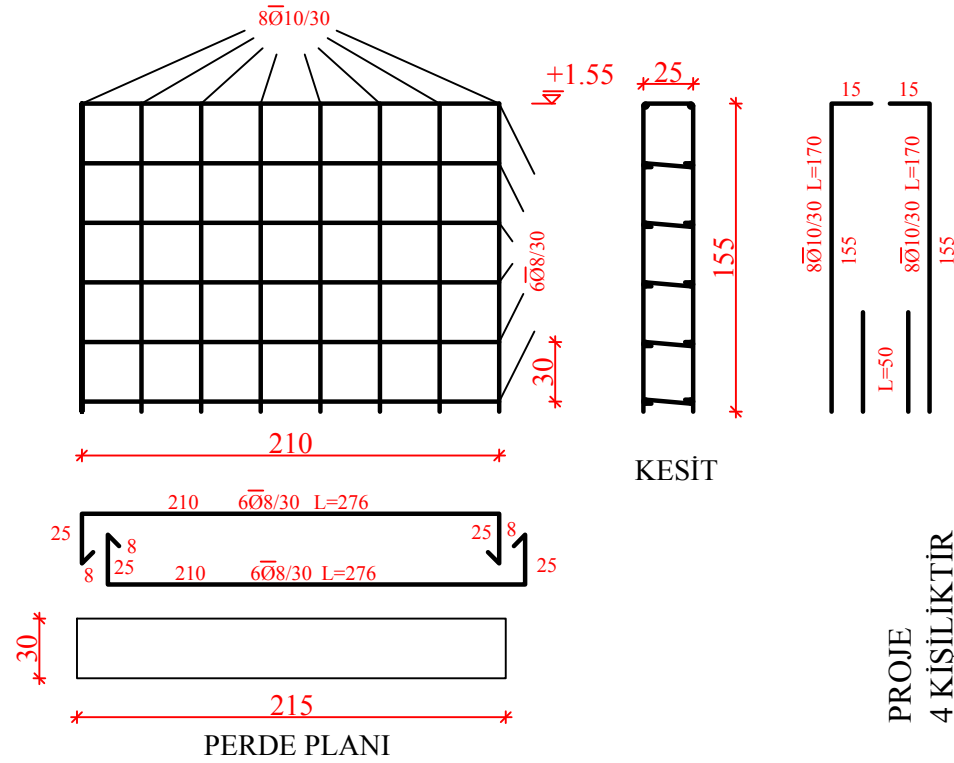 8Ø10/30
+1.55
25
15
15
8Ø10/30 L=170
155
8Ø10/30 L=170
155
155
6Ø8/30
30
L=50
210
KESİT
210 6Ø8/30 L=276
25
8
25
8
8
25
210 6Ø8/30 L=276
25
30
215
PERDE PLANI
PROJE
4 KİŞİLİKTİR